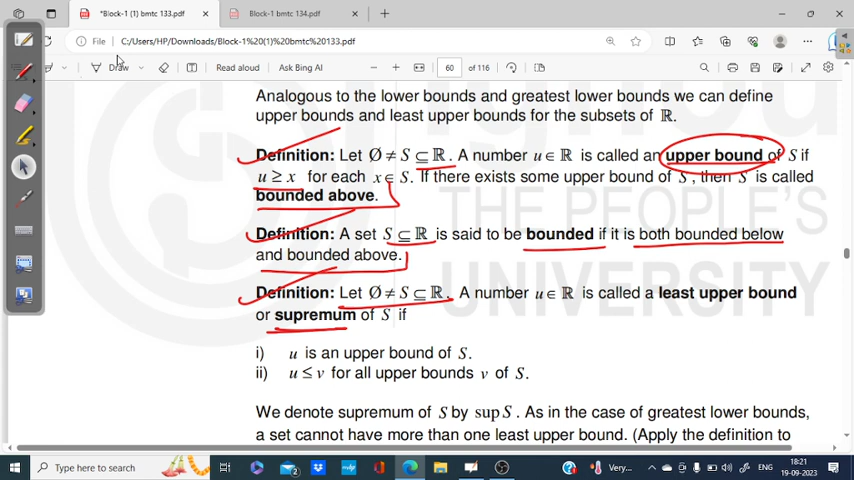 *Block-1 (1) bmtc 133.pdf
Block-1 bmtc 134.pdf
File C:/Users/HP/Downloads/Block-1%20(1)%20bmtc%20133.pdf
Draw Read aloud Ask Bing AI 60 of 116
Analogous to the lower bounds and greatest lower bounds we can define
upper bounds and least upper bounds for the subsets of ℝ.
Definition: Let Ø ≠ S ⊆ ℝ. A number u ∈ ℝ is called an upper bound of S if
u ≥ x for each x ∈ S. If there exists some upper bound of S, then S is called
bounded above.
THE PEOPLE'S
Definition: A set S ⊆ ℝ is said to be bounded if it is both bounded below
and bounded above.
UNIVERSITY
Definition: Let Ø ≠ S ⊆ ℝ. A number u ∈ ℝ is called a least upper bound
or supremum of S if
i) u is an upper bound of S.
ii) u ≤ v for all upper bounds v of S.
We denote supremum of S by sup S. As in the case of greatest lower bounds,
a set cannot have more than one least upper bound. (Apply the definition to
Type here to search
Very...
ENG
18:21
19-09-2023